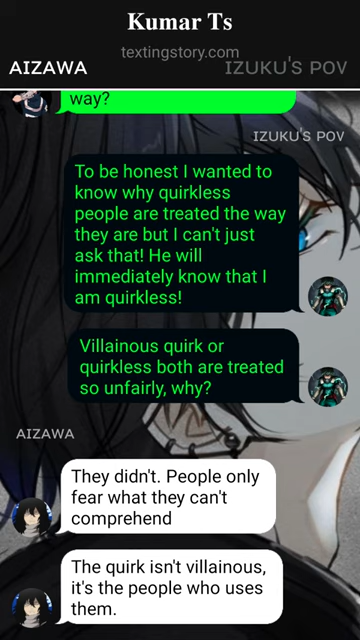 Kumar Ts
textingstory.com
AIZAWA
IZUKU'S POV
way?
IZUKU'S POV
To be honest I wanted to
know why quirkless
people are treated the way
they are but I can't just
ask that! He will
immediately know that I
am quirkless!
Villainous quirk or
quirkless both are treated
so unfairly, why?
AIZAWA
They didn't. People only
fear what they can't
comprehend
The quirk isn't villainous,
it's the people who uses
them.